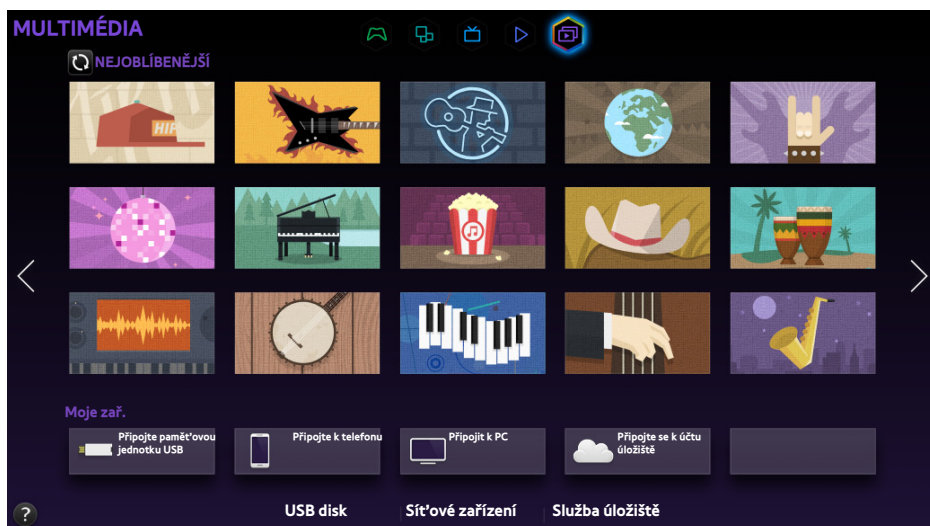 MULTIMÉDIA
NEJOBLÍBENĚJŠÍ
HIP
Moje zař.
Připojte paměťovou
jednotku USB
Připojte k telefonu
Připojit k PC
Připojte se k účtu
úložiště
?
USB disk
Síťové zařízení
Služba úložiště